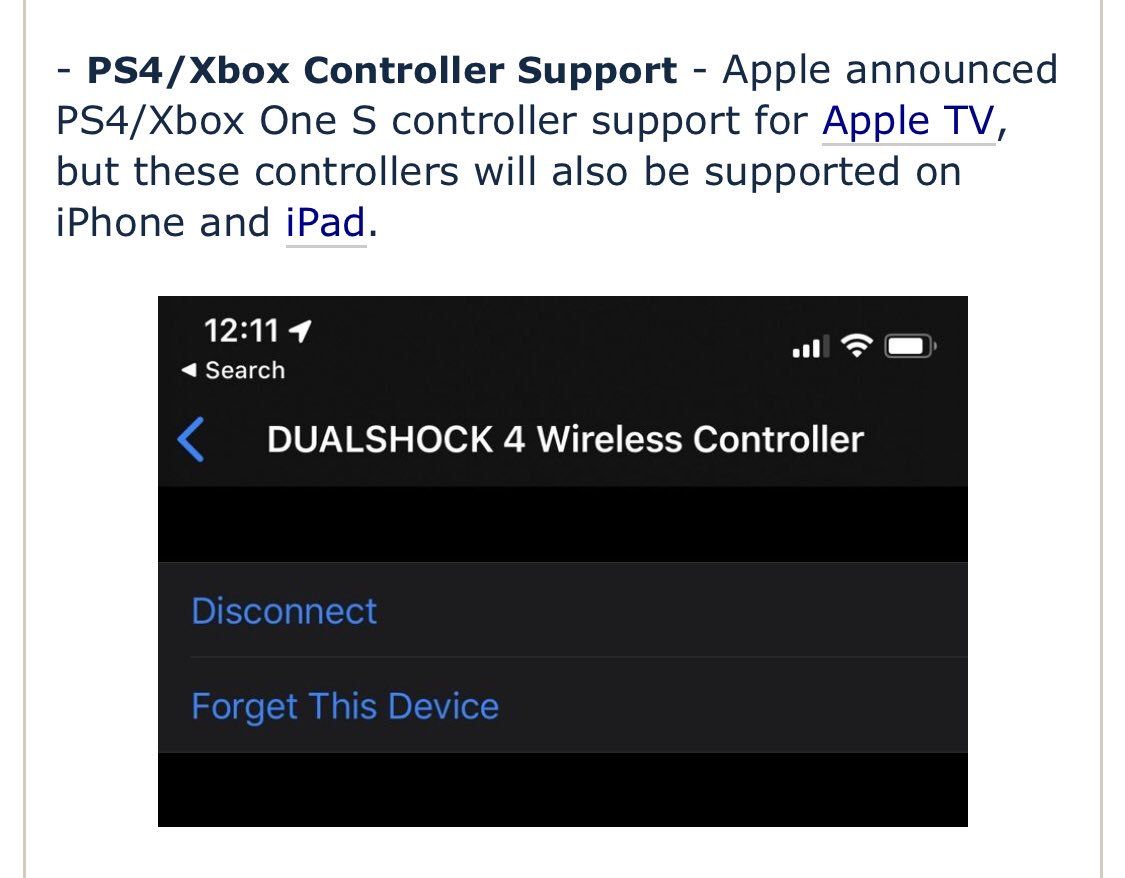 - PS4/Xbox Controller Support - Apple announced
PS4/Xbox One S controller support for Apple TV,
but these controllers will also be supported on
iPhone and iPad.
12:11
◀ Search
DUALSHOCK 4 Wireless Controller
Disconnect
Forget This Device